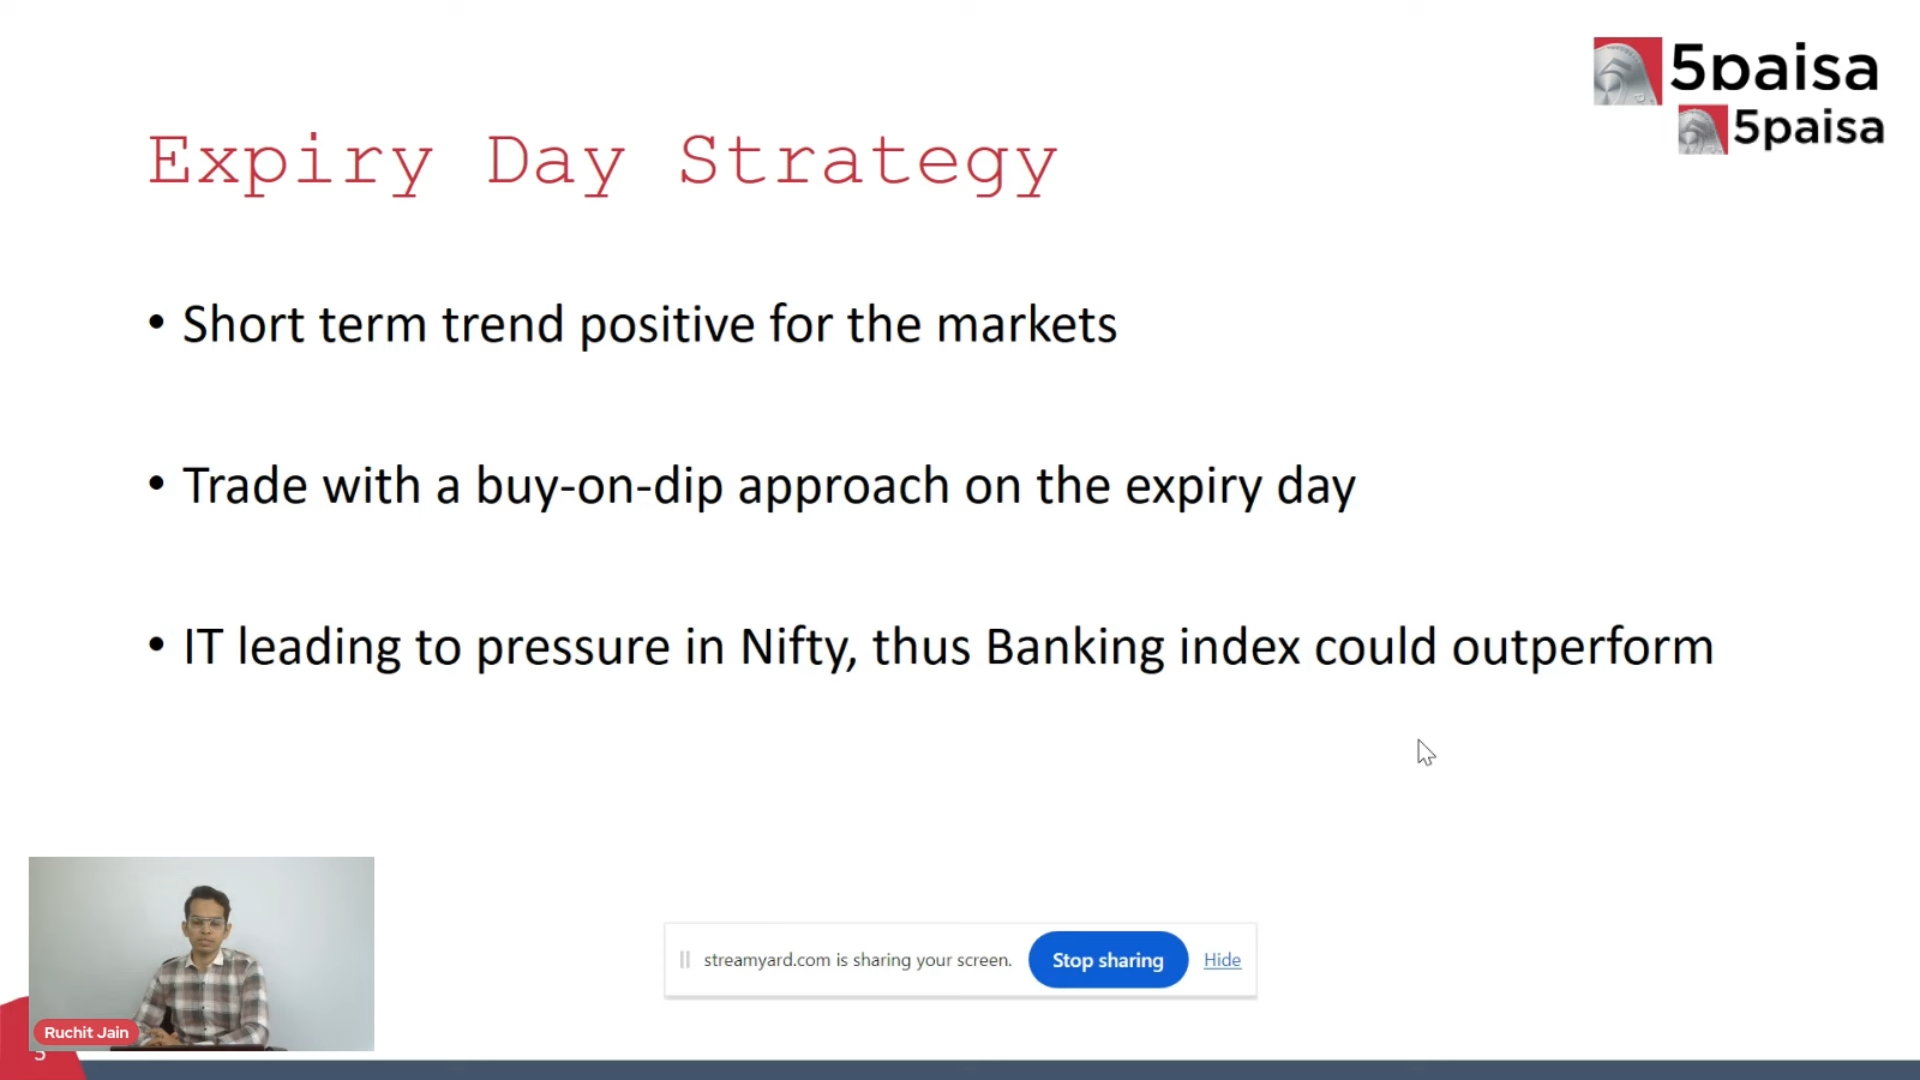 5paisa
5paisa
Expiry Day Strategy
• Short term trend positive for the markets
• Trade with a buy-on-dip approach on the expiry day
• IT leading to pressure in Nifty, thus Banking index could outperform
streamyard.com is sharing your screen. Stop sharing Hide
Ruchit Jain
5